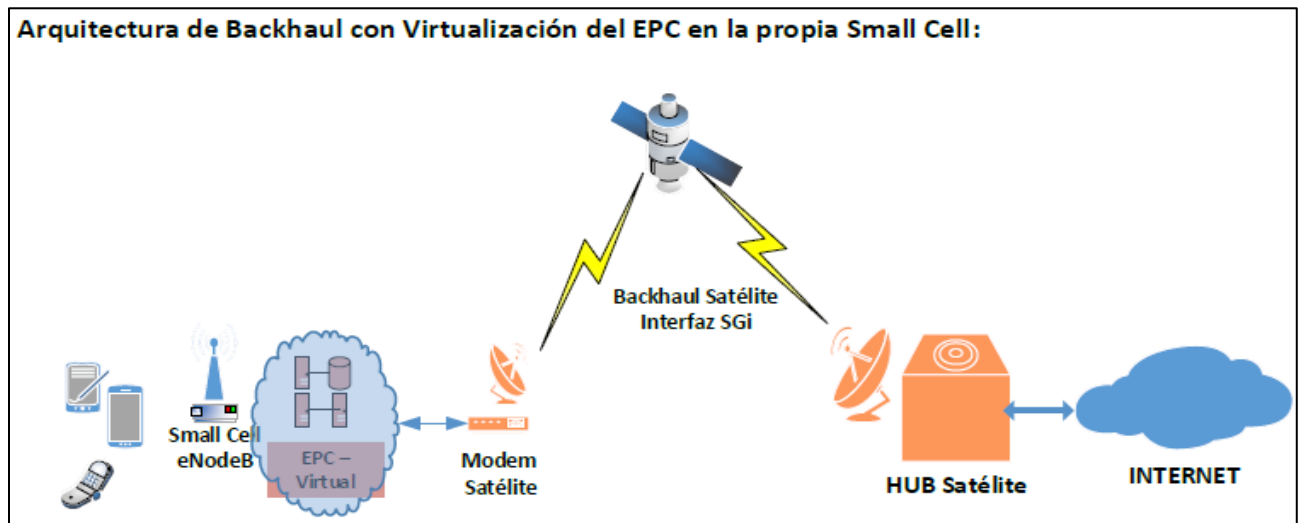 Arquitectura de Backhaul con Virtualización del EPC en la propia Small Cell:
Backhaul Satélite
Interfaz SGi
Small Cell
eNodeB
EPC –
Virtual
Modem
Satélite
HUB Satélite
INTERNET